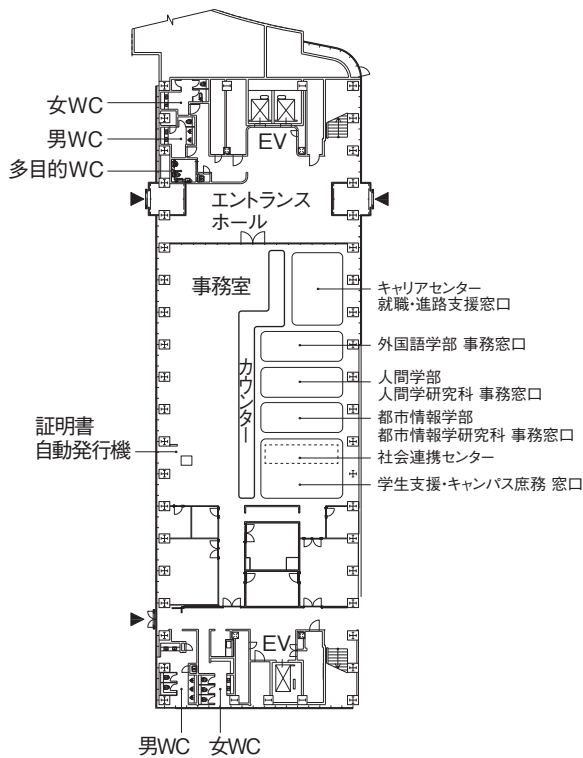 女WC
男WC
多目的WC
EV
エントランス
ホール
事務室
カウンター
キャリアセンター
就職・進路支援窓口
外国語学部 事務窓口
人間学部
人間学研究科 事務窓口
都市情報学部
都市情報学研究科 事務窓口
社会連携センター
学生支援・キャンパス庶務 窓口
証明書
自動発行機
EV
男WC
女WC